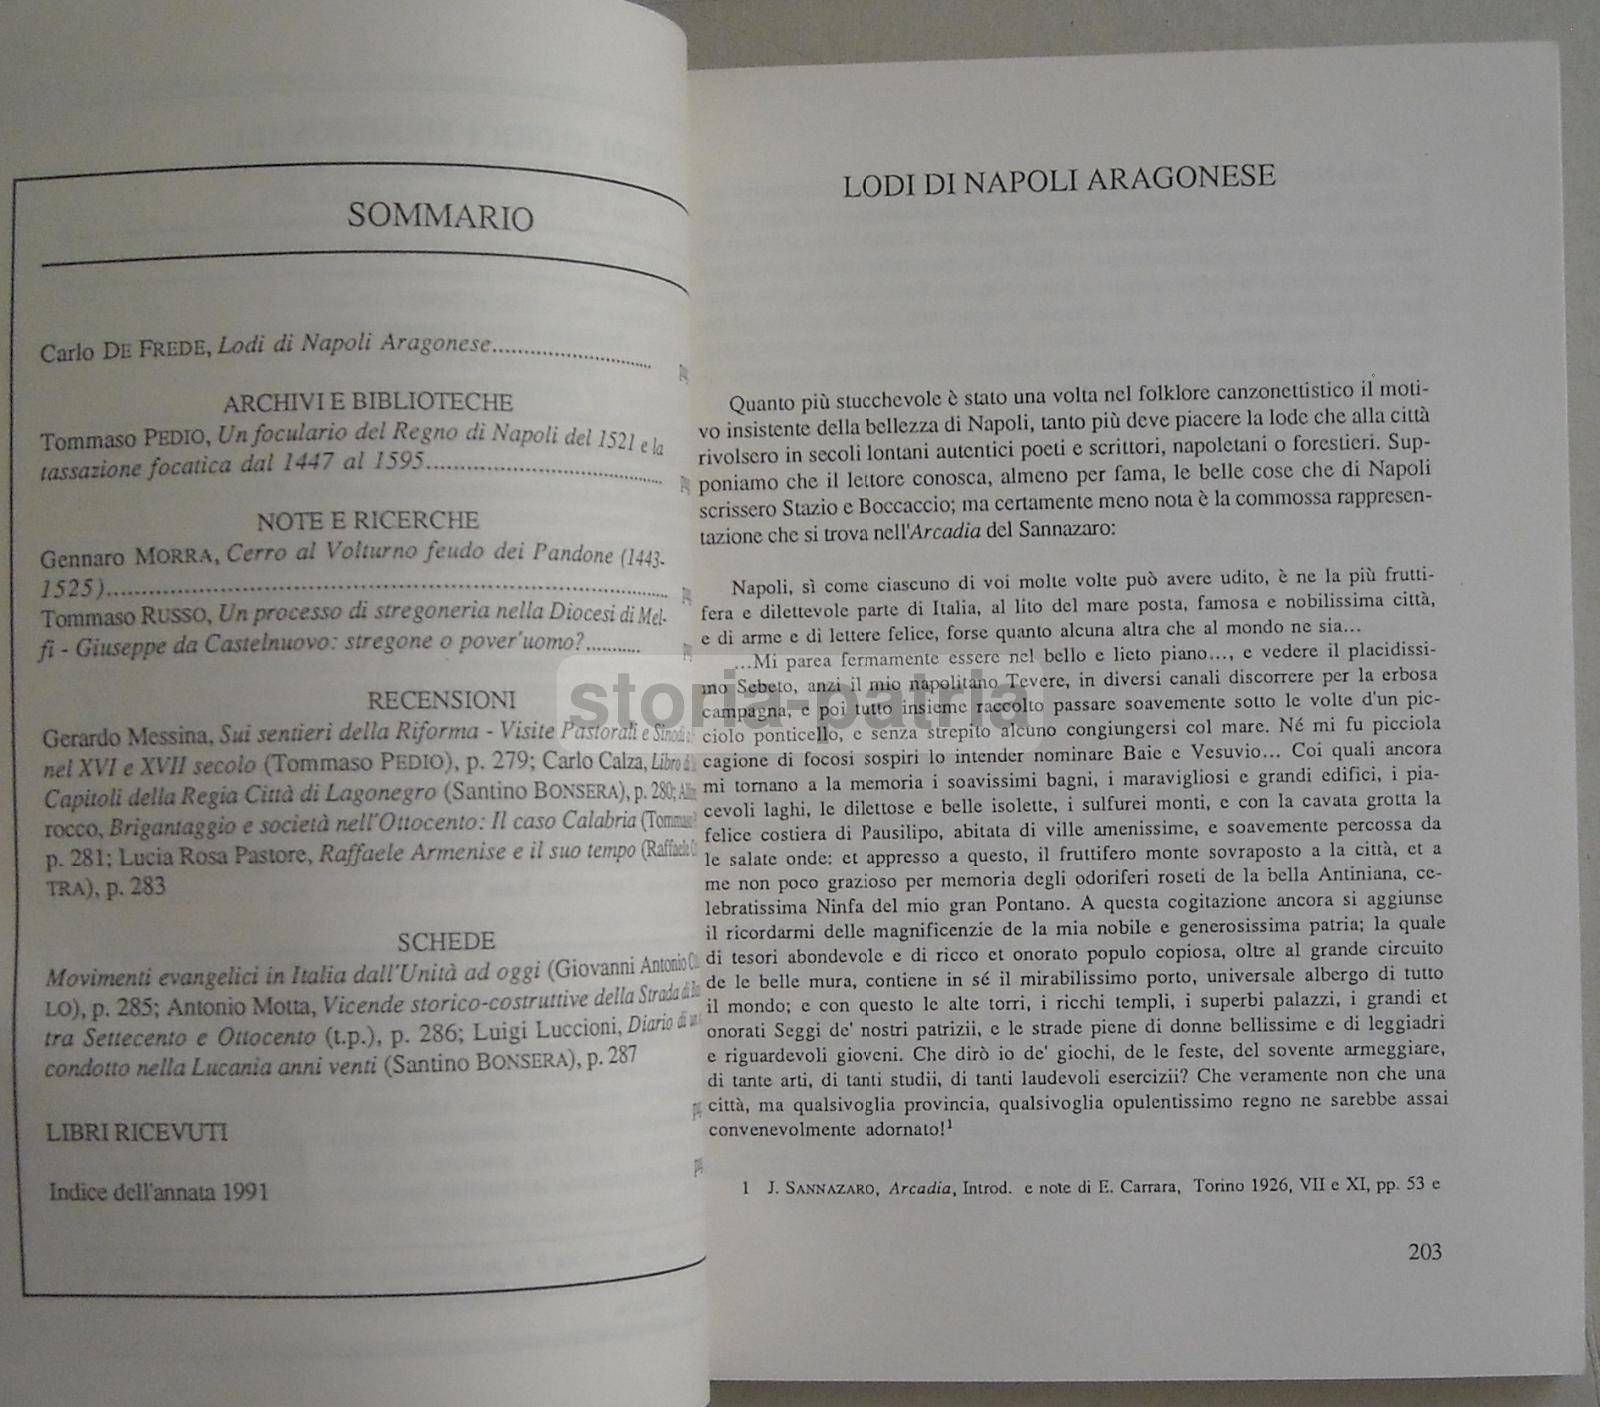 SOMMARIO
Carlo DE FREDE, Lodi di Napoli Aragonese
ARCHIVI E BIBLIOTECHE
Tommaso PEDIO, Un foculario del Regno di Napoli del 1521 e la
tassazione focatica dal 1447 al 1595
NOTE E RICERCHE
Gennaro MORRA, Cerro al Volturno feudo dei Pandone (1443-
1525)
Tommaso RUSSO, Un processo di stregoneria nella Diocesi di Mel-
fi - Giuseppe da Castelnuovo: stregone o pover'uomo?
RECENSIONI
Gerardo Messina, Sui sentieri della Riforma - Visite Pastorali e Sinodi
nel XVI e XVII secolo (Tommaso PEDIO), p. 279; Carlo Calza, Libro di
Capitoli della Regia Città di Lagonegro (Santino BONSERA), p. 280;
rocco, Brigantaggio e società nell'Ottocento: Il caso Calabria (Tommaso
p. 281; Lucia Rosa Pastore, Raffaele Armenise e il suo tempo (Raffaele
TRA), p. 283
SCHEDE
Movimenti evangelici in Italia dall'Unità ad oggi (Giovanni Antonio
LO), p. 285; Antonio Motta, Vicende storico-costruttive della Strada di
tra Settecento e Ottocento (t.p.), p. 286; Luigi Luccioni, Diario di un
condotto nella Lucania anni venti (Santino BONSERA), p. 287
LIBRI RICEVUTI
Indice dell'annata 1991
LODI DI NAPOLI ARAGONESE
Quanto più stucchevole è stato una volta nel folklore canzonettistico il moti-
vo insistente della bellezza di Napoli, tanto più deve piacere la lode che alla città
rivolsero in secoli lontani autentici poeti e scrittori, napoletani o forestieri. Sup-
poniamo che il lettore conosca, almeno per fama, le belle cose che di Napoli
scrissero Stazio e Boccaccio; ma certamente meno nota è la commossa rappresen-
tazione che si trova nell'Arcadia del Sannazaro:
Napoli, sì come ciascuno di voi molte volte può avere udito, è ne la più frutti-
fera e dilettevole parte di Italia, al lito del mare posta, famosa e nobilissima città,
e di arme e di lettere felice, forse quanto alcuna altra che al mondo ne sia...
...Mi parea fermamente essere nel bello e lieto piano..., e vedere il placidissi-
mo Sebeto, anzi il mio napolitano Tevere, in diversi canali discorrere per la erbosa
campagna, e poi tutto insieme raccolto passare soavemente sotto le volte d'un pic-
ciolo ponticello, e senza strepito alcuno congiungersi col mare. Né mi fu picciola
cagione di focosi sospiri lo intender nominare Baie e Vesuvio... Coi quali ancora
mi tornano a la memoria i soavissimi bagni, i maravigliosi e grandi edifici, i pia-
cevoli laghi, le dilettose e belle isolette, i sulfurei monti, e con la cavata grotta la
felice costiera di Pausilipo, abitata di ville amenissime, e soavemente percossa da
le salate onde: et appresso a questo, il fruttifero monte sovraposto a la città, et a
me non poco grazioso per memoria degli odoriferi roseti de la bella Antiniana, ce-
lebratissima Ninfa del mio gran Pontano. A questa cogitazione ancora si aggiunse
il ricordarmi delle magnificenzie de la mia nobile e generosissima patria; la quale
di tesori abondevole e di ricco et onorato populo copiosa, oltre al grande circuito
de le belle mura, contiene in sé il mirabilissimo porto, universale albergo di tutto
il mondo; e con questo le alte torri, i ricchi templi, i superbi palazzi, i grandi et
onorati Seggi de' nostri patrizii, e le strade piene di donne bellissime e di leggiadri
e riguardevoli gioveni. Che dirò io de' giochi, de le feste, del sovente armeggiare,
di tante arti, di tanti studii, di tanti laudevoli esercizii? Che veramente non che una
città, ma qualsivoglia provincia, qualsivoglia opulentissimo regno ne sarebbe assai
convenevolmente adornato!1
1 J. SANNAZARO, Arcadia, Introd. e note di E. Carrara, Torino 1926, VII e XI, pp. 53 e
203
storia-patria